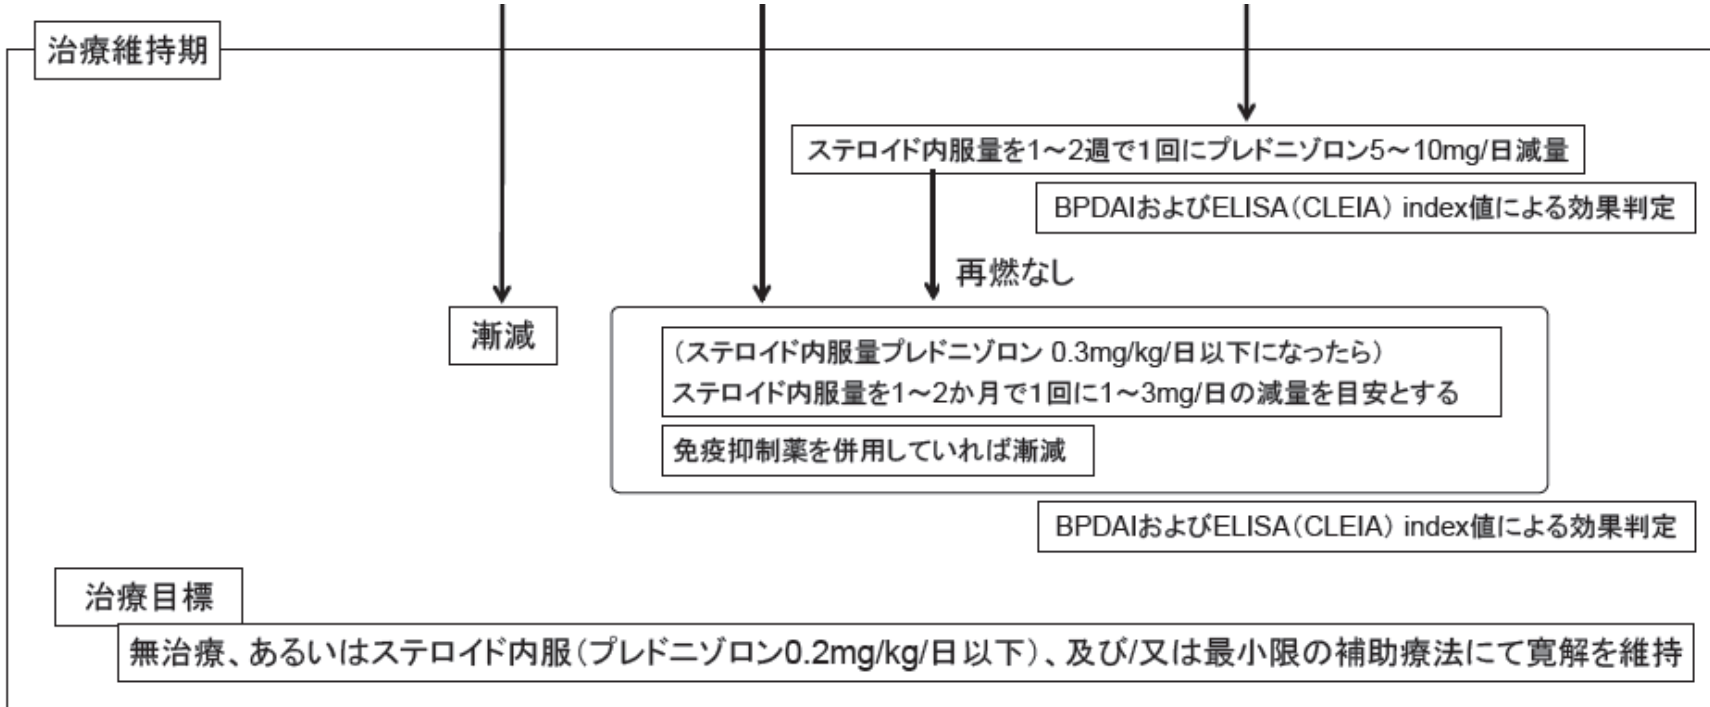 治療維持期
ステロイド内服量を1～2週で1回にプレドニゾロン5～10mg/日減量
BPDAIおよびELISA（CLEIA） index値による効果判定
再燃なし
漸減
（ステロイド内服量プレドニゾロン 0.3mg/kg/日以下になったら）
ステロイド内服量を1～2か月で1回に1～3mg/日の減量を目安とする
免疫抑制薬を併用していれば漸減
BPDAIおよびELISA（CLEIA） index値による効果判定
治療目標
無治療、あるいはステロイド内服（プレドニゾロン0.2mg/kg/日以下）、及び/又は最小限の補助療法にて寛解を維持